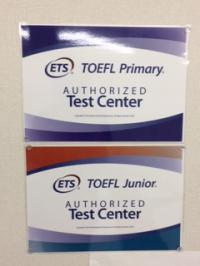 ETS® TOEFL Primary®
AUTHORIZED
Test Center
ETS® TOEFL Junior®
AUTHORIZED
Test Center